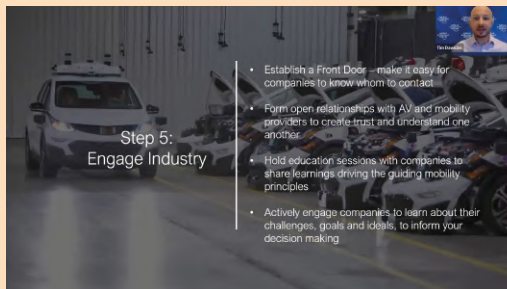 Step 5:
Engage Industry
• Establish a Front Door – make it easy for
companies to know whom to contact
• Form open relationships with AV and mobility
providers to create trust and understand one
another
• Hold education sessions with companies to
share learnings driving the guiding mobility
principles
• Actively engage companies to learn about their
challenges, goals and ideals, to inform your
decision making